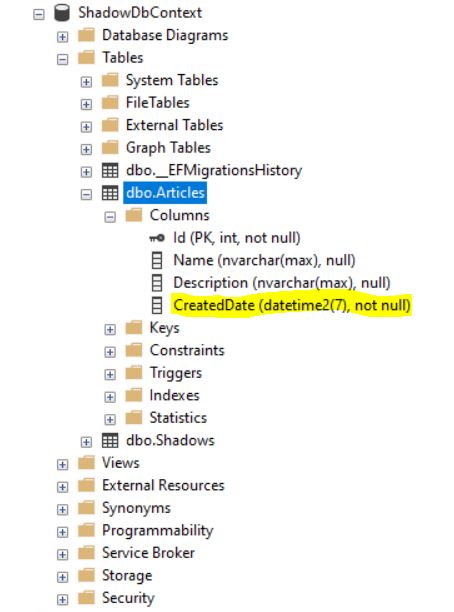 ShadowDbContext
Database Diagrams
Tables
System Tables
FileTables
External Tables
Graph Tables
dbo.__EFMigrationsHistory
dbo.Articles
Columns
Id (PK, int, not null)
Name (nvarchar(max), null)
Description (nvarchar(max), null)
CreatedDate (datetime2(7), not null)
Keys
Constraints
Triggers
Indexes
Statistics
dbo.Shadows
Views
External Resources
Synonyms
Programmability
Service Broker
Storage
Security